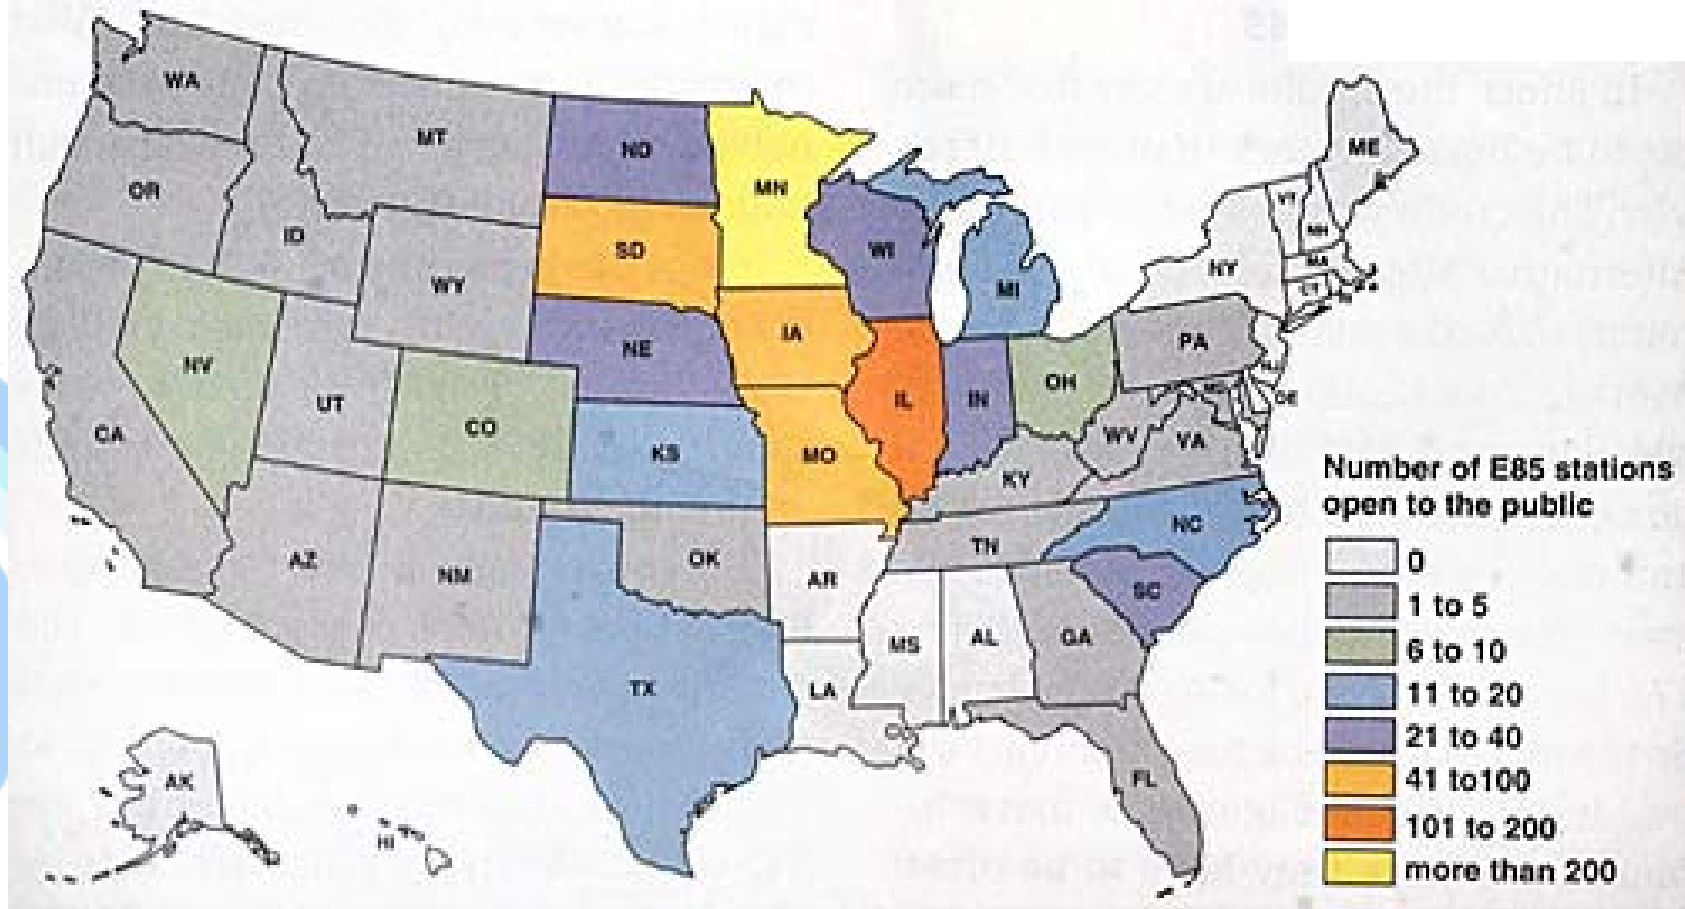 WA
MT
ND
MN
ME
OR
ID
SD
WI
VT
NH
WY
MI
NY
MA
CT
NV
UT
CO
NE
IA
IL
IN
OH
PA
NJ
DE
CA
KS
MO
KY
WV
VA
AZ
NM
OK
TN
NC
AR
SC
TX
LA
MS
AL
GA
AK
HI
FL
Number of E85 stations
open to the public
0
1 to 5
6 to 10
11 to 20
21 to 40
41 to100
101 to 200
more than 200